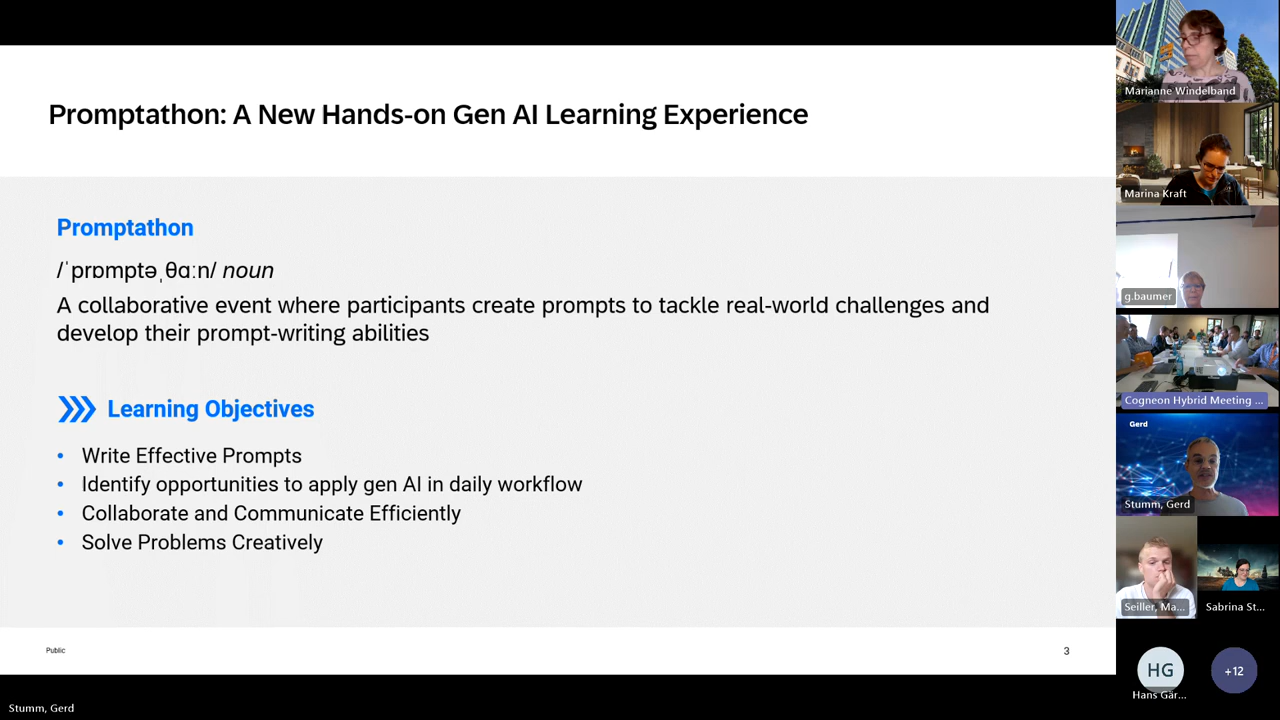 Promptathon: A New Hands-on Gen AI Learning Experience
Promptathon
/ˈprɒmptəˌθɑːn/ noun
A collaborative event where participants create prompts to tackle real-world challenges and
develop their prompt-writing abilities
Learning Objectives
• Write Effective Prompts
• Identify opportunities to apply gen AI in daily workflow
• Collaborate and Communicate Efficiently
• Solve Problems Creatively
Public
3
Stumm, Gerd
Marianne Windelband
Marina Kraft
g.baumer
Cogneon Hybrid Meeting ...
Gerd
Stumm, Gerd
Seiller, Ma...
Sabrina St...
HG
Hans Gär...
+12